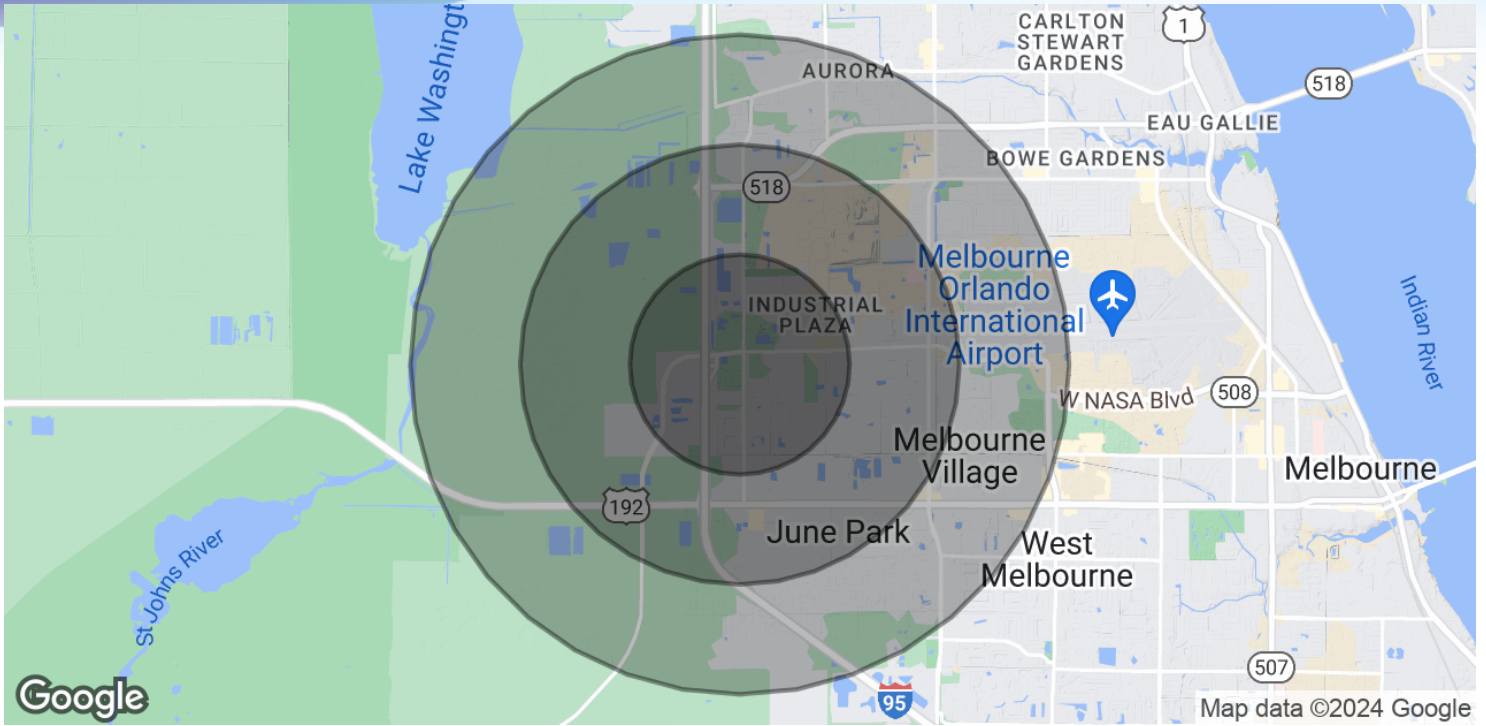 Lake Washingt
CARLTON
STEWART
GARDENS
1
AURORA
518
EAU GALLIE
BOWE GARDENS
518
Melbourne
Orlando
International
Airport
INDUSTRIAL
PLAZA
Indian River
W NASA Blvd
508
Melbourne
Village
Melbourne
192
June Park
West
Melbourne
St Johns River
507
95
Google
Map data ©2024 Google